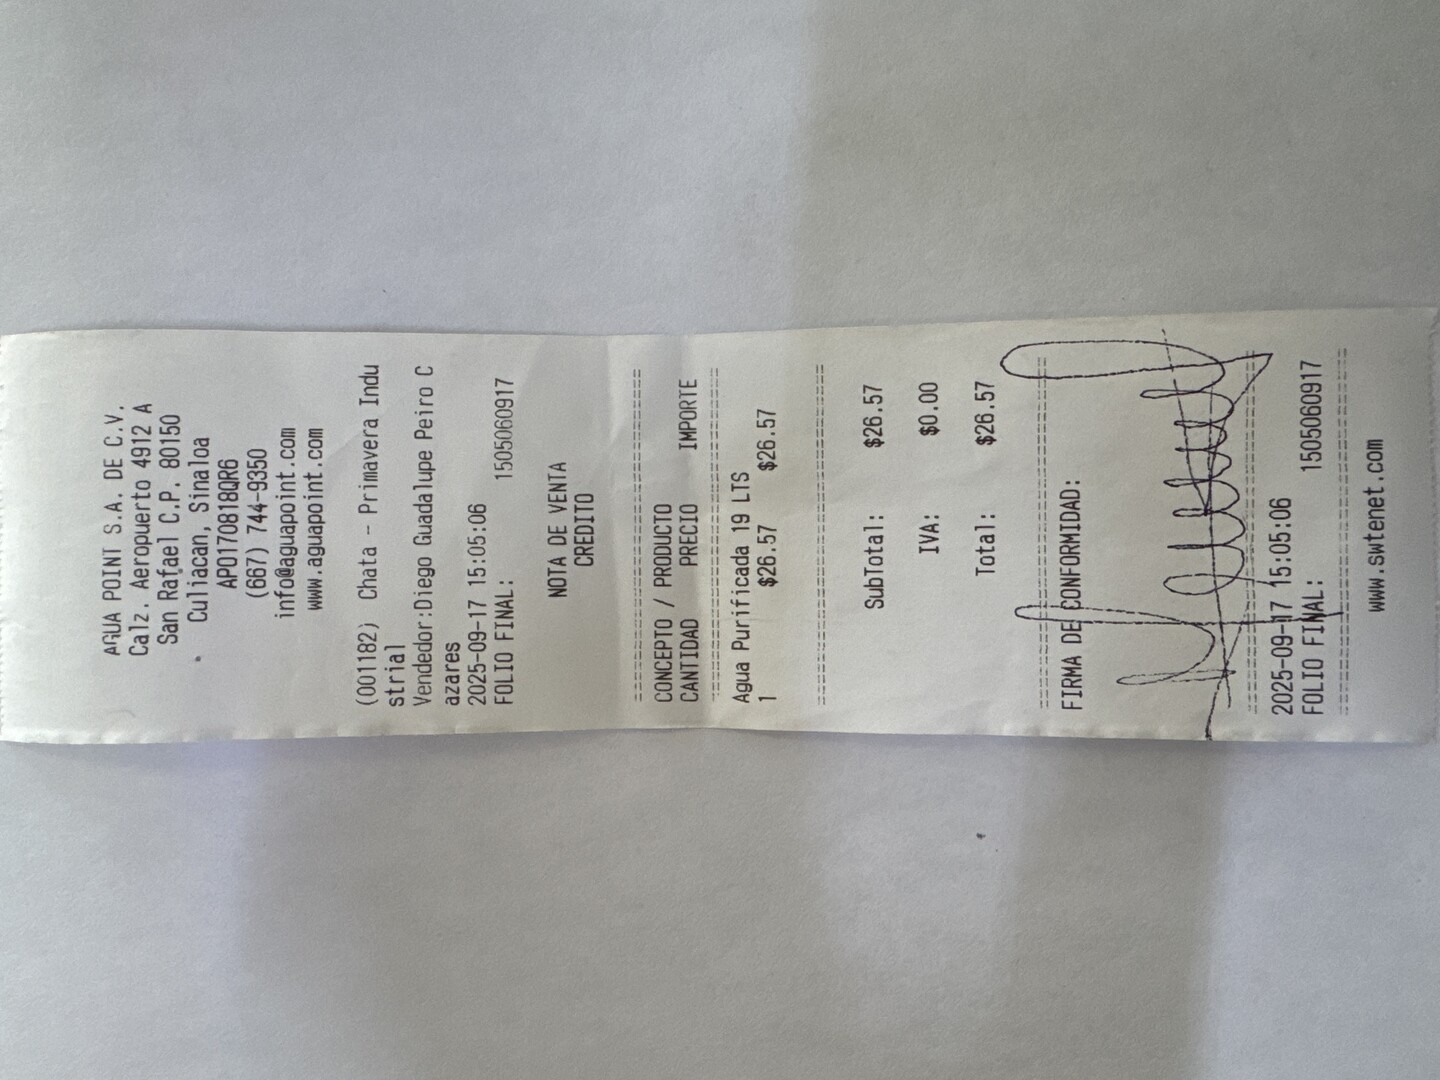 AGUA POINT S.A. DE C.V.
Calz. Aeropuerto 4912 A
San Rafael C.P. 80150
Culiacan, Sinaloa
APO170818QR6
(667) 744-9350
info@aguapoint.com
www.aguapoint.com
(001182) Chata - Primavera Indu
strial
Vendedor:Diego Guadalupe Peiro C
azares
2025-09-17 15:05:06
FOLIO FINAL: 1505060917
NOTA DE VENTA
CREDITO
================================
CONCEPTO / PRODUCTO
CANTIDAD PRECIO IMPORTE
================================
Agua Purificada 19 LTS
1 $26.57 $26.57
================================
SubTotal: $26.57
IVA: $0.00
Total: $26.57
================================
FIRMA DE CONFORMIDAD:
================================
2025-09-17 15:05:06
FOLIO FINAL: 1505060917
================================
www.swtenet.com